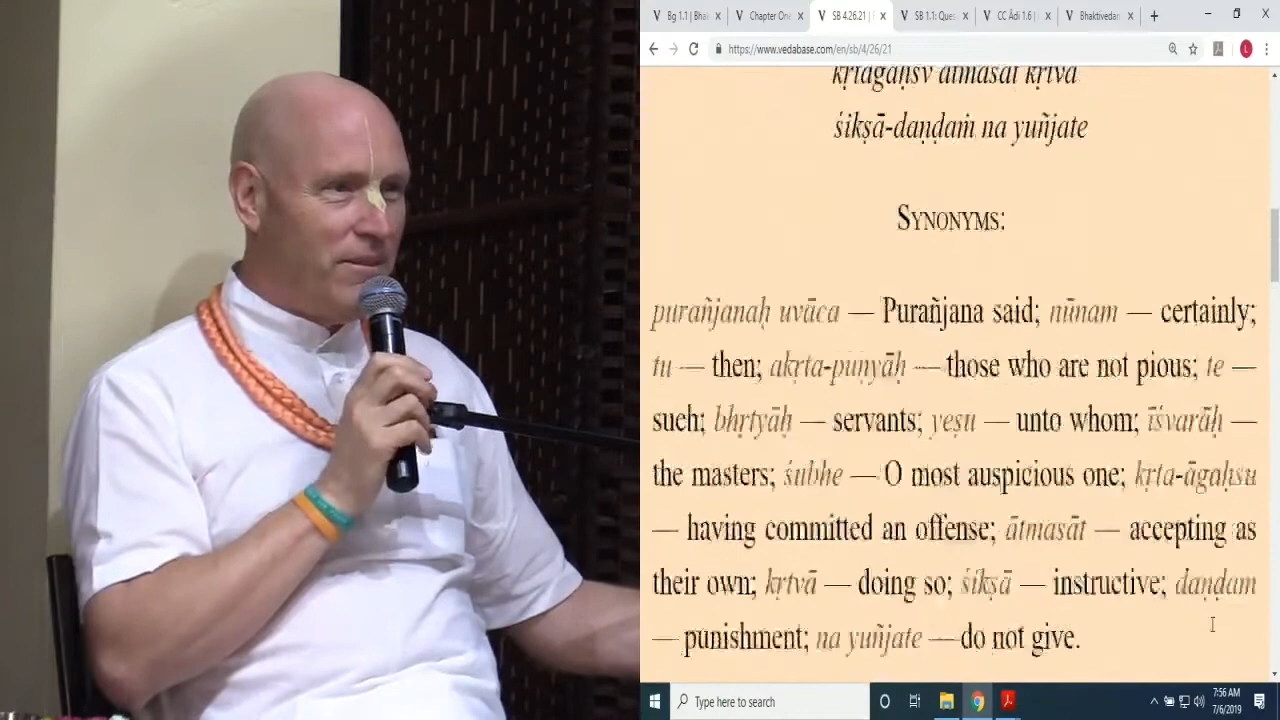 Bg 1.1 | Bha
Chapter One
SB 4.26.21 |
SB 1.1: Ques
CC Ādi 1.6 |
Bhaktivedan
https://www.vedabase.com/en/sb/4/26/21
L
kṛtāgaḥsv ātmasāt kṛtvā
śikṣā-daṇḍaṁ na yuñjate
SYNONYMS:
purañjanaḥ uvāca — Purañjana said; nūnam — certainly;
tu — then; akṛta-puṇyāḥ — those who are not pious; te —
such; bhṛtyāḥ — servants; yeṣu — unto whom; īśvarāḥ —
the masters; śubhe — O most auspicious one; kṛta-āgaḥsu
— having committed an offense; ātmasāt — accepting as
their own; kṛtvā — doing so; śikṣā — instructive; daṇḍam
— punishment; na yuñjate — do not give.
Type here to search
7:56 AM
7/6/2019